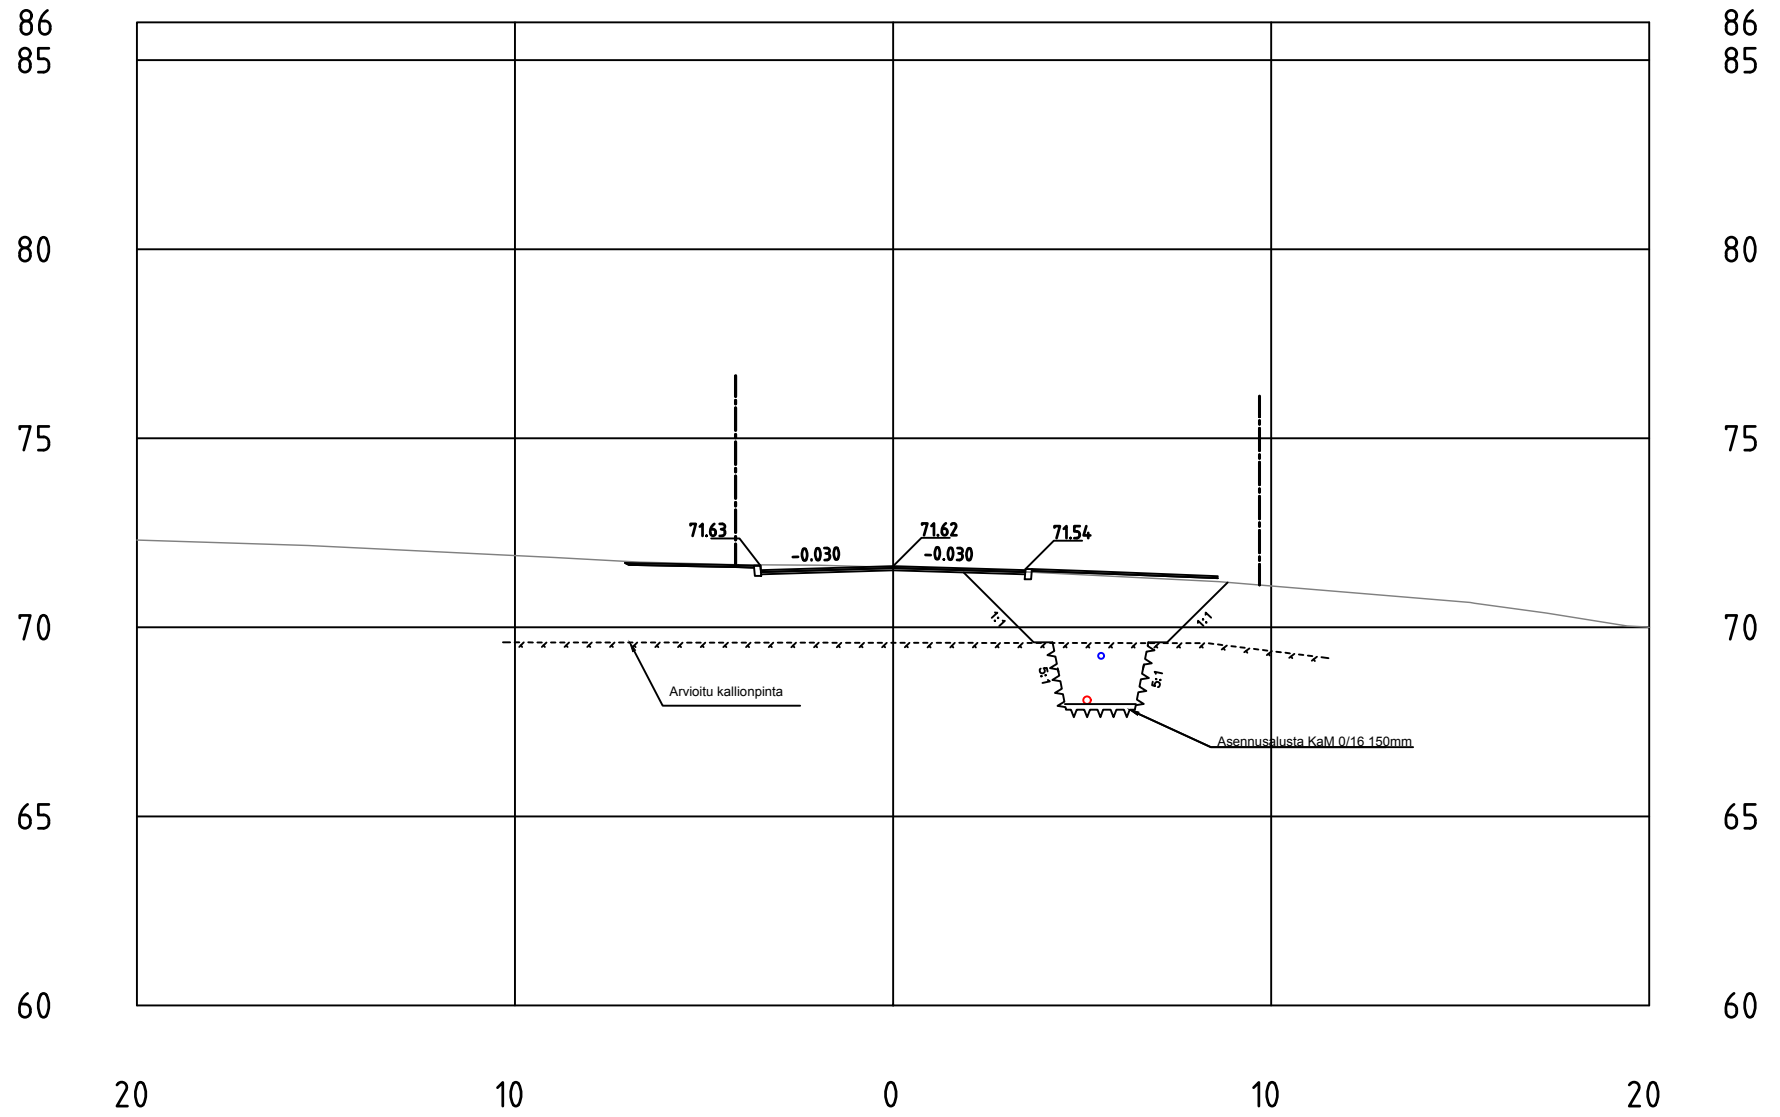 86 86
85 85
80 80
75 75
71.63 71.62 71.54
-0.030 -0.030
1:1 1:1
70 70
5:1 5:1
Arvioitu kallionpinta
Asennusalusta KaM 0/16 150mm
65 65
60 60
20 10 0 10 20